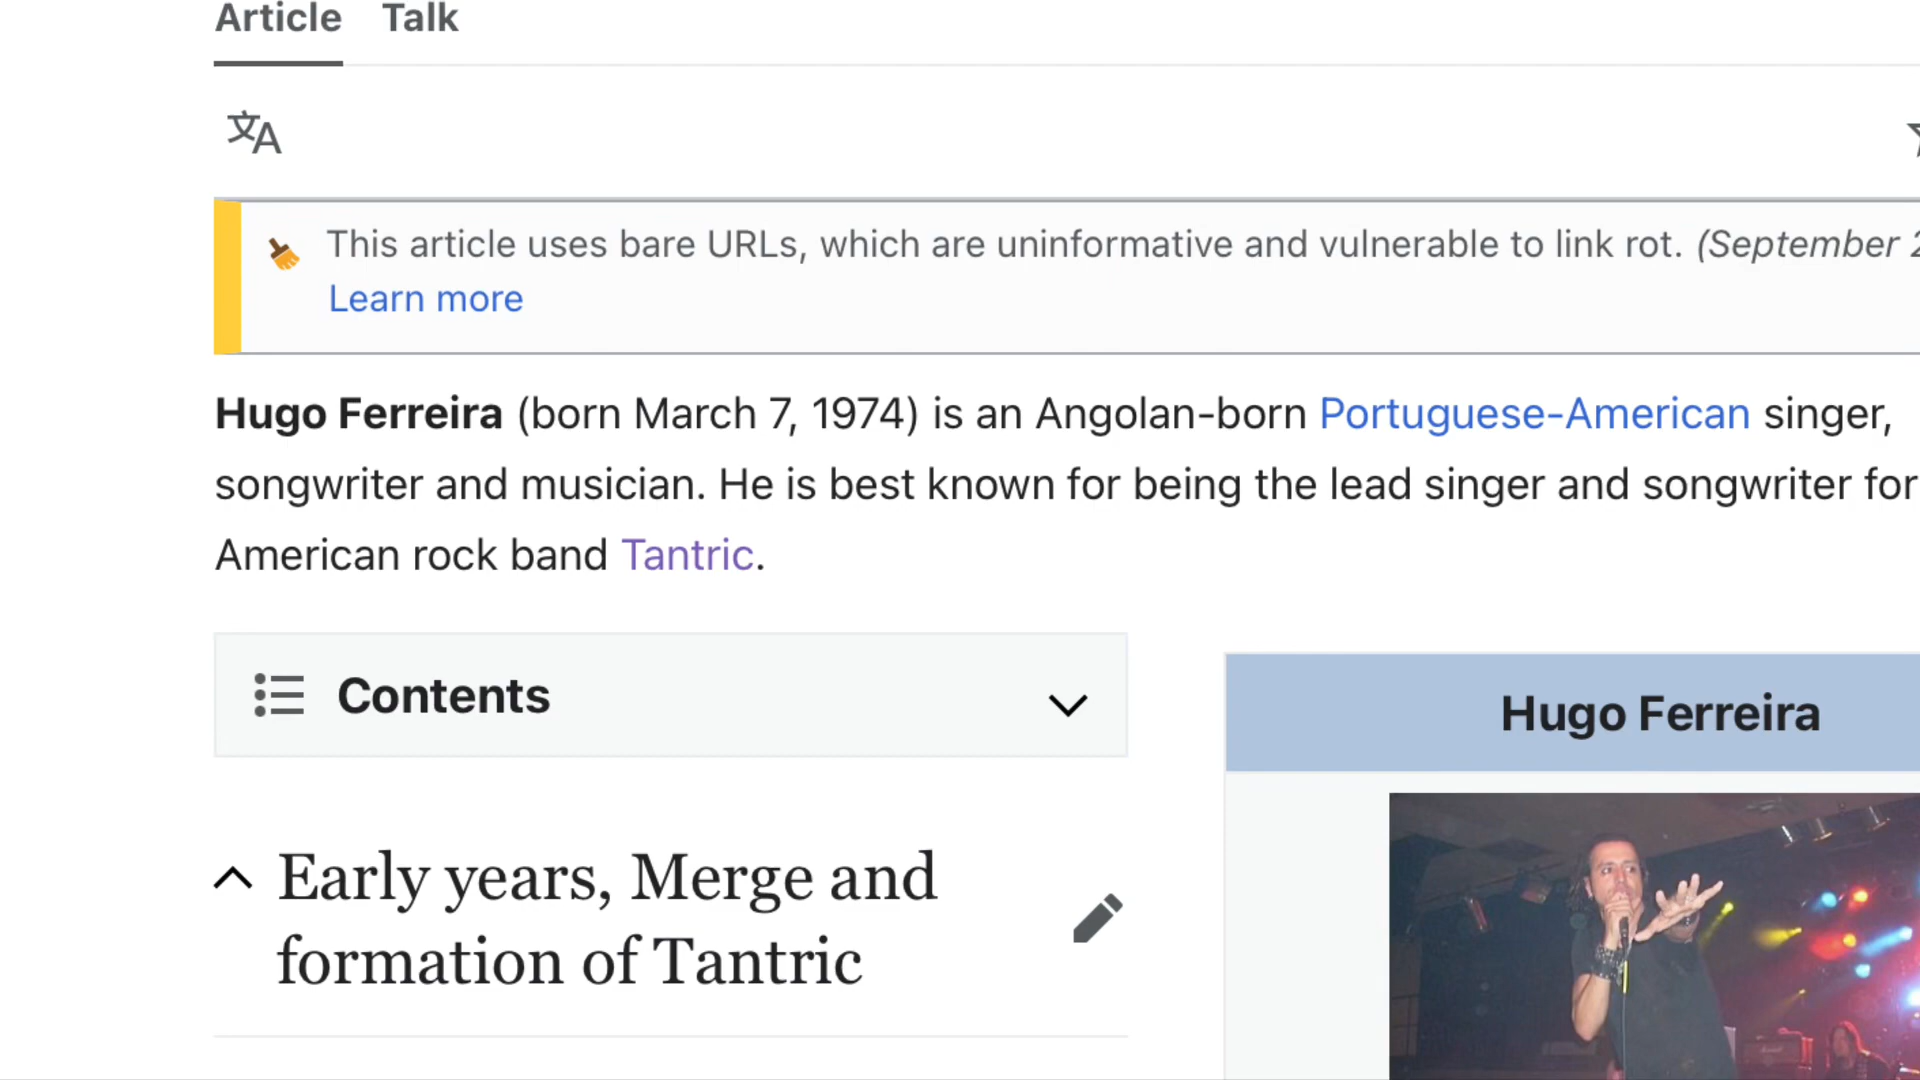 Article Talk
This article uses bare URLs, which are uninformative and vulnerable to link rot. (September
Learn more
Hugo Ferreira (born March 7, 1974) is an Angolan-born Portuguese-American singer,
songwriter and musician. He is best known for being the lead singer and songwriter for
American rock band Tantric.
Contents
Hugo Ferreira
Early years, Merge and
formation of Tantric